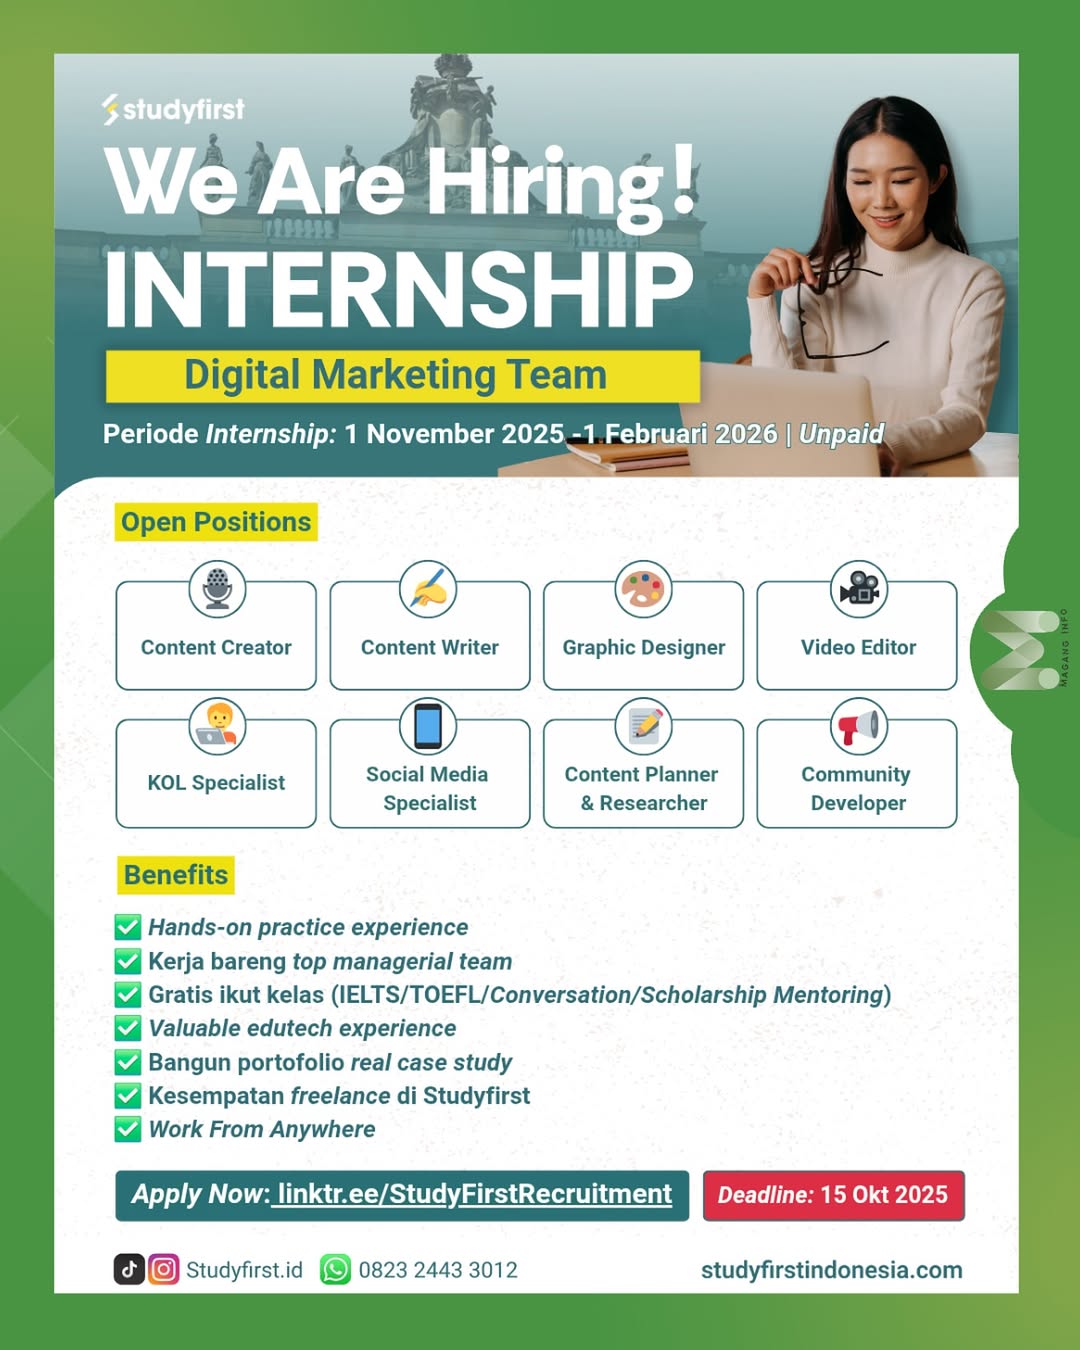 studyfirst
We Are Hiring!
INTERNSHIP
Digital Marketing Team
Periode Internship: 1 November 2025 -1 Februari 2026 | Unpaid
Open Positions
Content Creator
Content Writer
Graphic Designer
Video Editor
KOL Specialist
Social Media
Specialist
Content Planner
& Researcher
Community
Developer
MAGANG INFO
Benefits
Hands-on practice experience
Kerja bareng top managerial team
Gratis ikut kelas (IELTS/TOEFL/Conversation/Scholarship Mentoring)
Valuable edutech experience
Bangun portofolio real case study
Kesempatan freelance di Studyfirst
Work From Anywhere
Apply Now: linktr.ee/StudyFirstRecruitment
Deadline: 15 Okt 2025
Studyfirst.id
0823 2443 3012
studyfirstindonesia.com